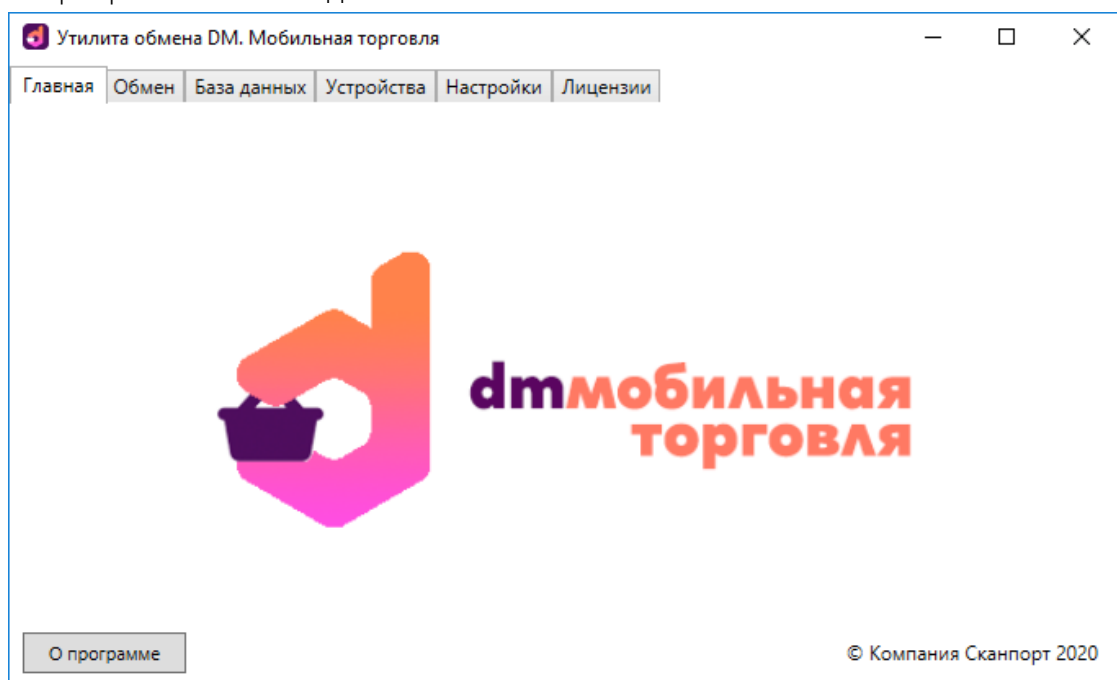 Утилита обмена DM. Мобильная торговля
Главная Обмен База данных Устройства Настройки Лицензии
dmмобильная
торговля
О программе
© Компания Сканпорт 2020